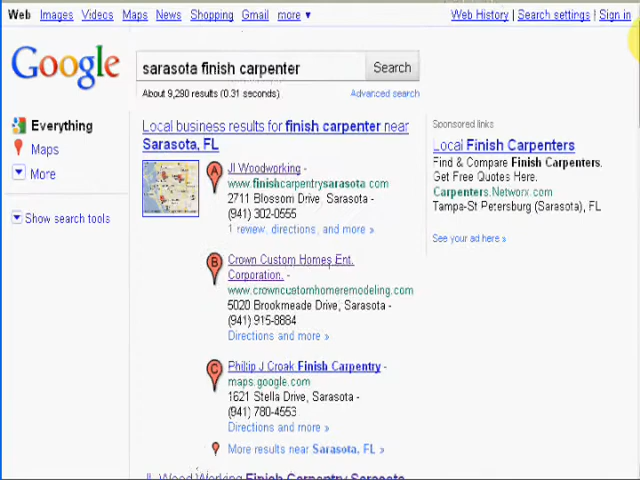 Web Images Videos Maps News Shopping Gmail more ▼ Web History | Search settings | Sign in
Google
sarasota finish carpenter Search
About 9,290 results (0.31 seconds) Advanced search
Everything
Maps
More
Show search tools
Local business results for finish carpenter near
Sarasota, FL
A
JI Woodworking -
www.finishcarpentrysarasota.com
2711 Blossom Drive, Sarasota -
(941) 302-0555
1 review, directions, and more »
B
Crown Custom Homes Ent.
Corporation. -
www.crowncustomhomeremodeling.com
5020 Brookmeade Drive, Sarasota -
(941) 915-8884
Directions and more »
C
Phillip J Croak Finish Carpentry -
maps.google.com
1621 Stella Drive, Sarasota -
(941) 780-4553
Directions and more »
More results near Sarasota, FL »
Sponsored links
Local Finish Carpenters
Find & Compare Finish Carpenters.
Get Free Quotes Here.
Carpenters.Networx.com
Tampa-St Petersburg (Sarasota), FL
See your ad here »
JL Wood Working Finish Carpentry Sarasota